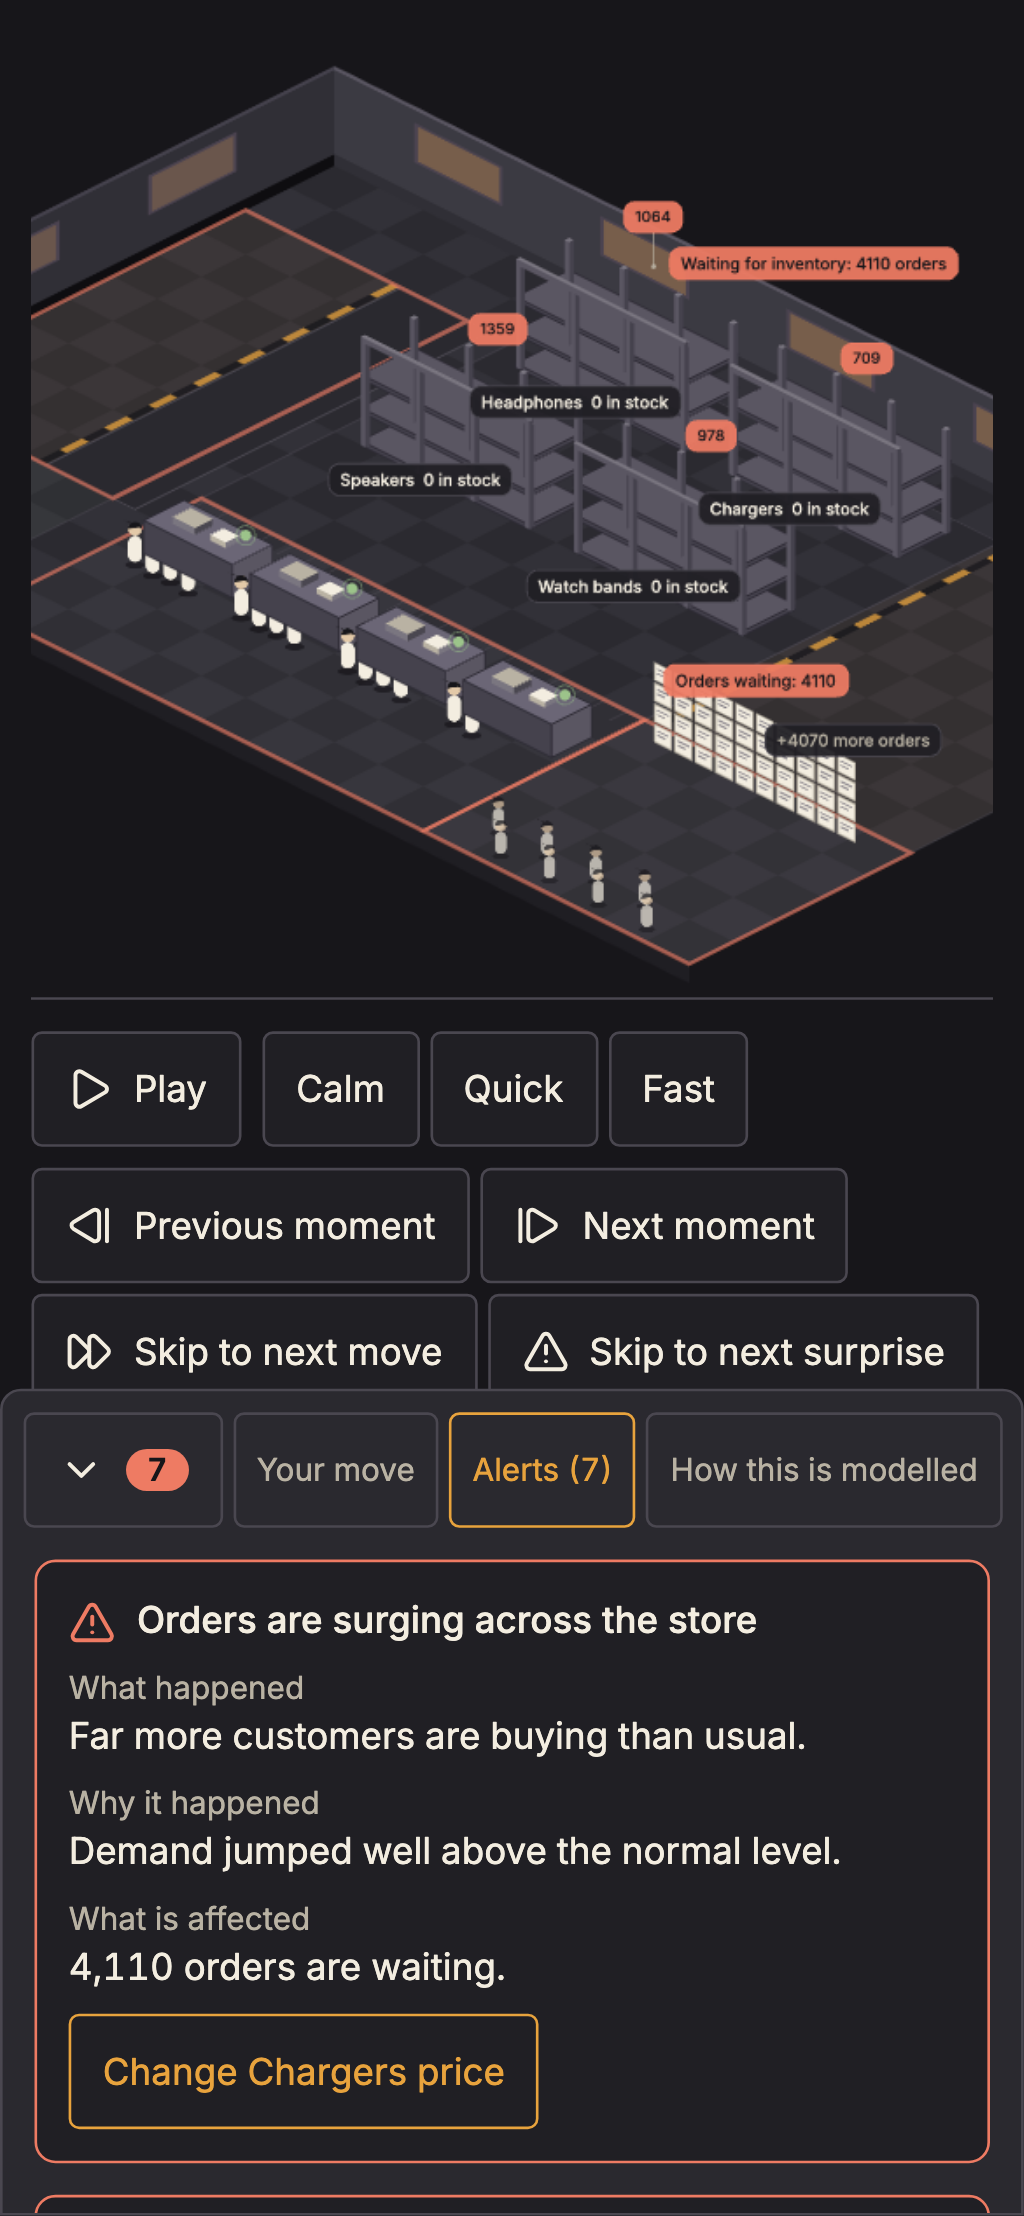 1064
Waiting for inventory: 4110 orders
1359
709
Headphones 0 in stock
978
Speakers 0 in stock
Chargers 0 in stock
Watch bands 0 in stock
Orders waiting: 4110
+4070 more orders
Play
Calm
Quick
Fast
Previous moment
Next moment
Skip to next move
Skip to next surprise
7
Your move
Alerts (7)
How this is modelled
Orders are surging across the store
What happened
Far more customers are buying than usual.
Why it happened
Demand jumped well above the normal level.
What is affected
4,110 orders are waiting.
Change Chargers price